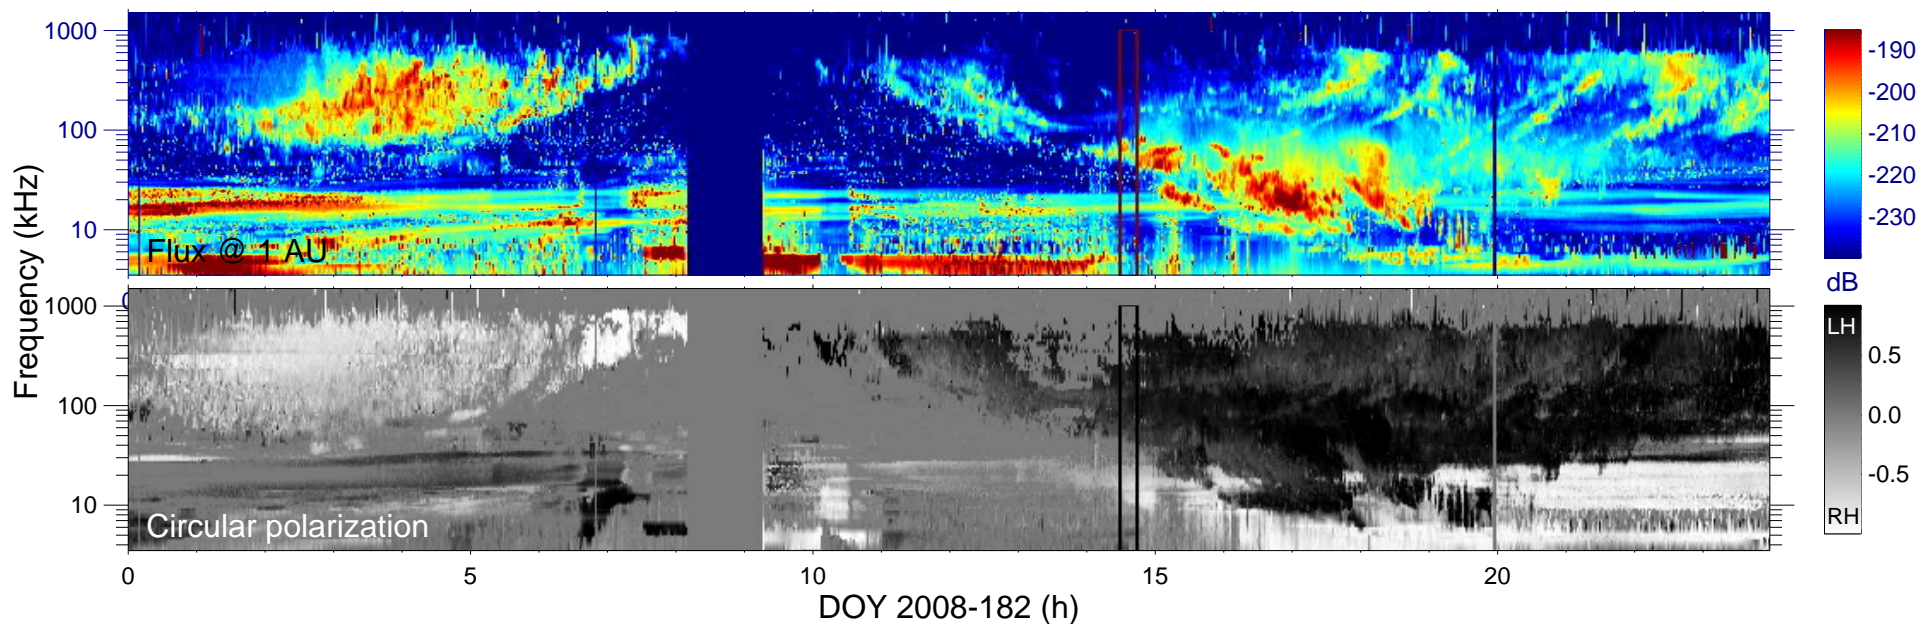 1000
100
10
Flux @ 1 AU
-190
-200
-210
-220
-230
dB
0
Frequency (kHz)
1000
100
10
Circular polarization
LH
0.5
0.0
-0.5
RH
0 5 10 15 20
DOY 2008-182 (h)